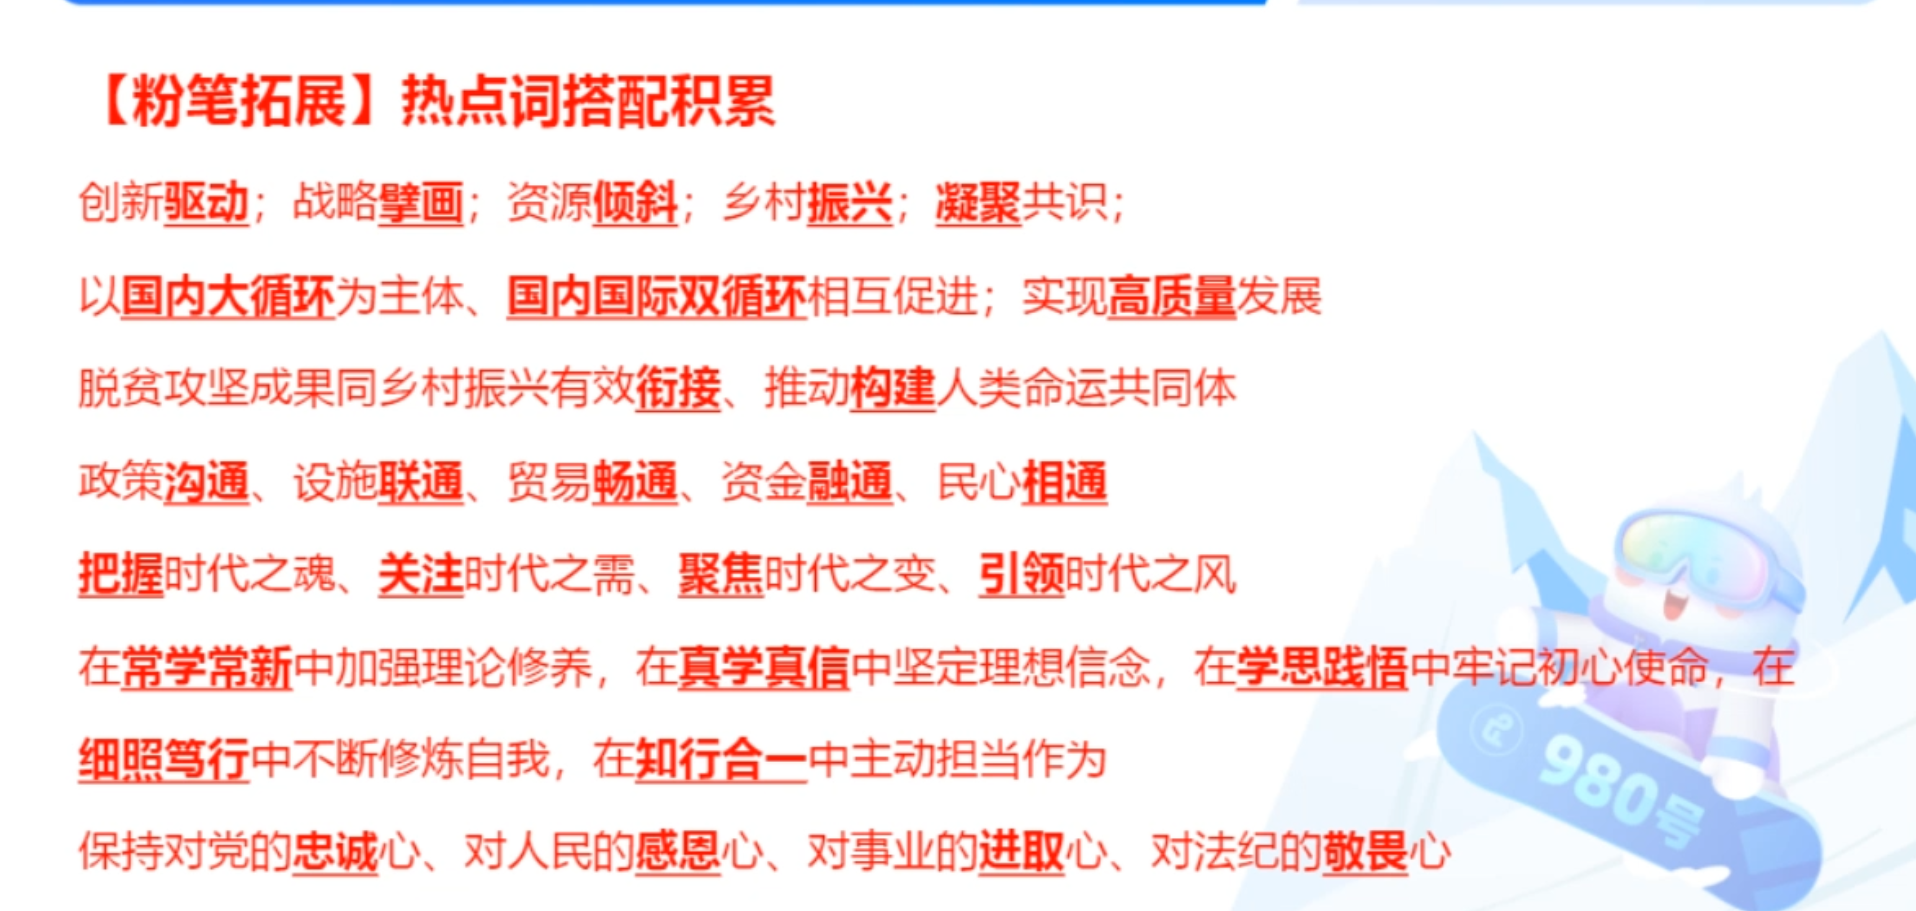 【粉笔拓展】热点词搭配积累
创新驱动；战略擘画；资源倾斜；乡村振兴；凝聚共识；
以国内大循环为主体、国内国际双循环相互促进；实现高质量发展
脱贫攻坚成果同乡村振兴有效衔接、推动构建人类命运共同体
政策沟通、设施联通、贸易畅通、资金融通、民心相通
把握时代之魂、关注时代之需、聚焦时代之变、引领时代之风
在常学常新中加强理论修养，在真学真信中坚定理想信念，在学思践悟中牢记初心使命，在
细照笃行中不断修炼自我，在知行合一中主动担当作为
980号
保持对党的忠诚心、对人民的感恩心、对事业的进取心、对法纪的敬畏心